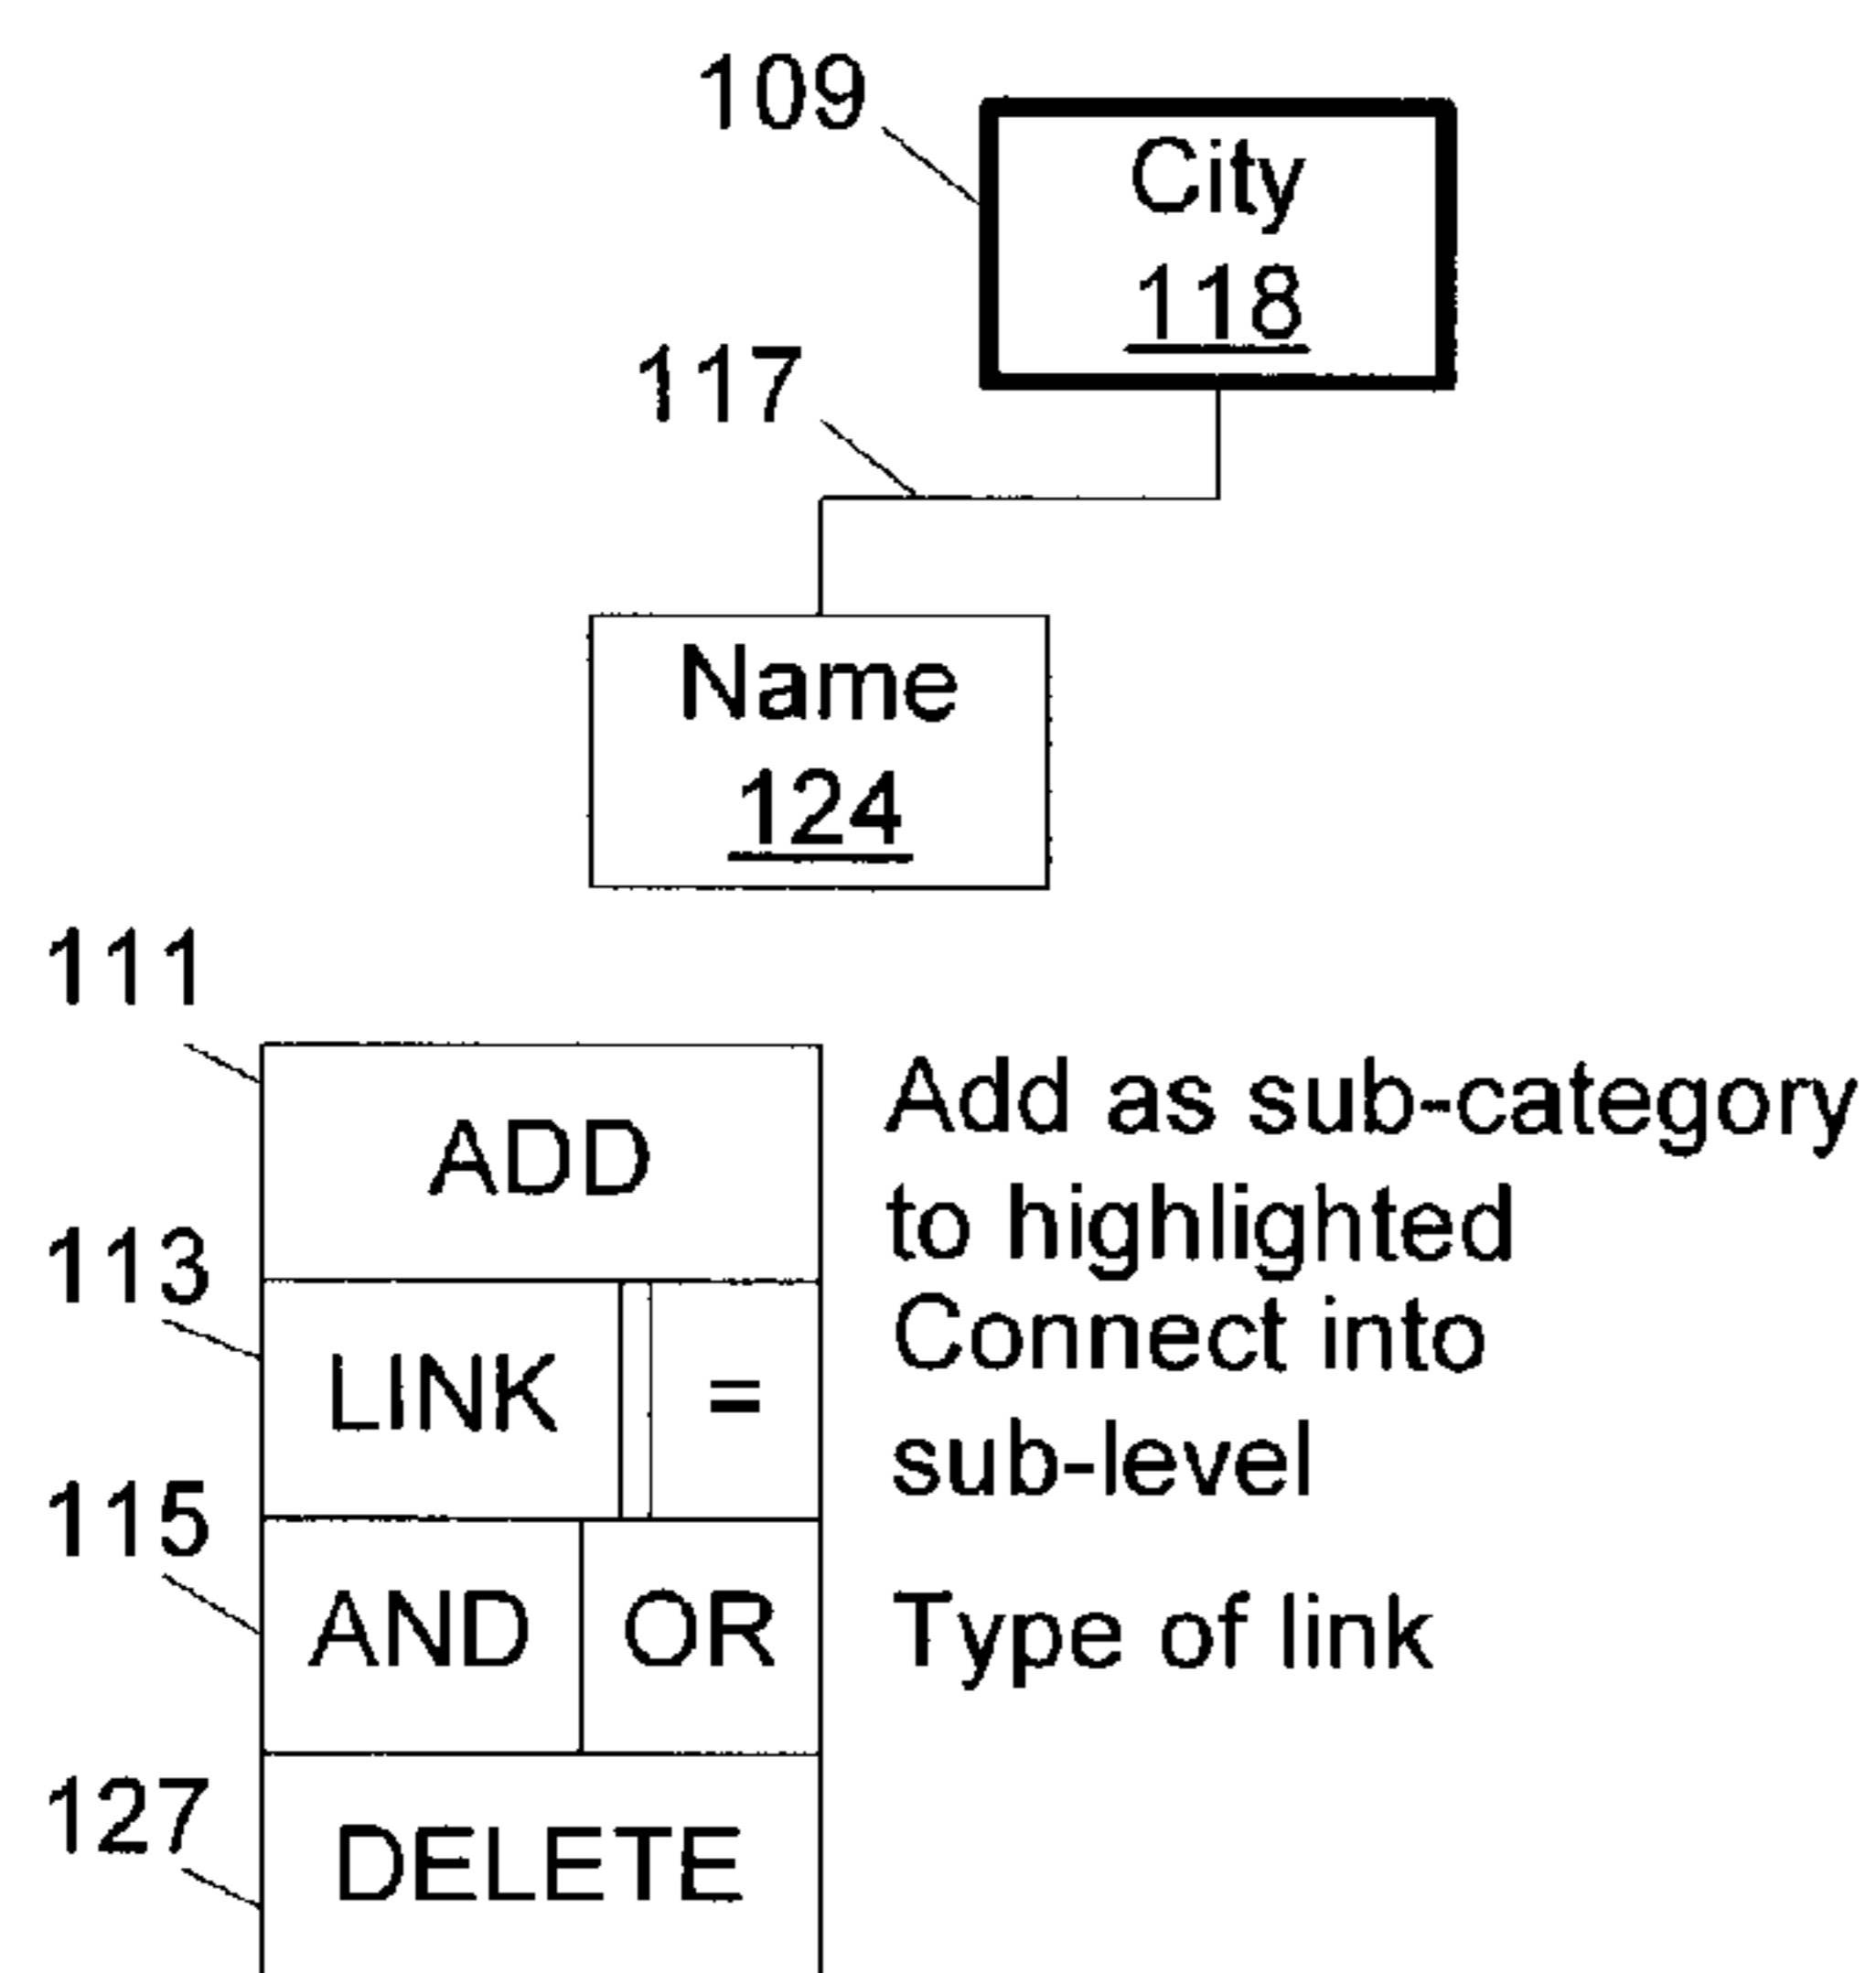 109
City
118
117
Name
124
111
ADD
Add as sub-category
to highlighted
113
LINK =
Connect into
sub-level
115
AND OR
Type of link
127
DELETE